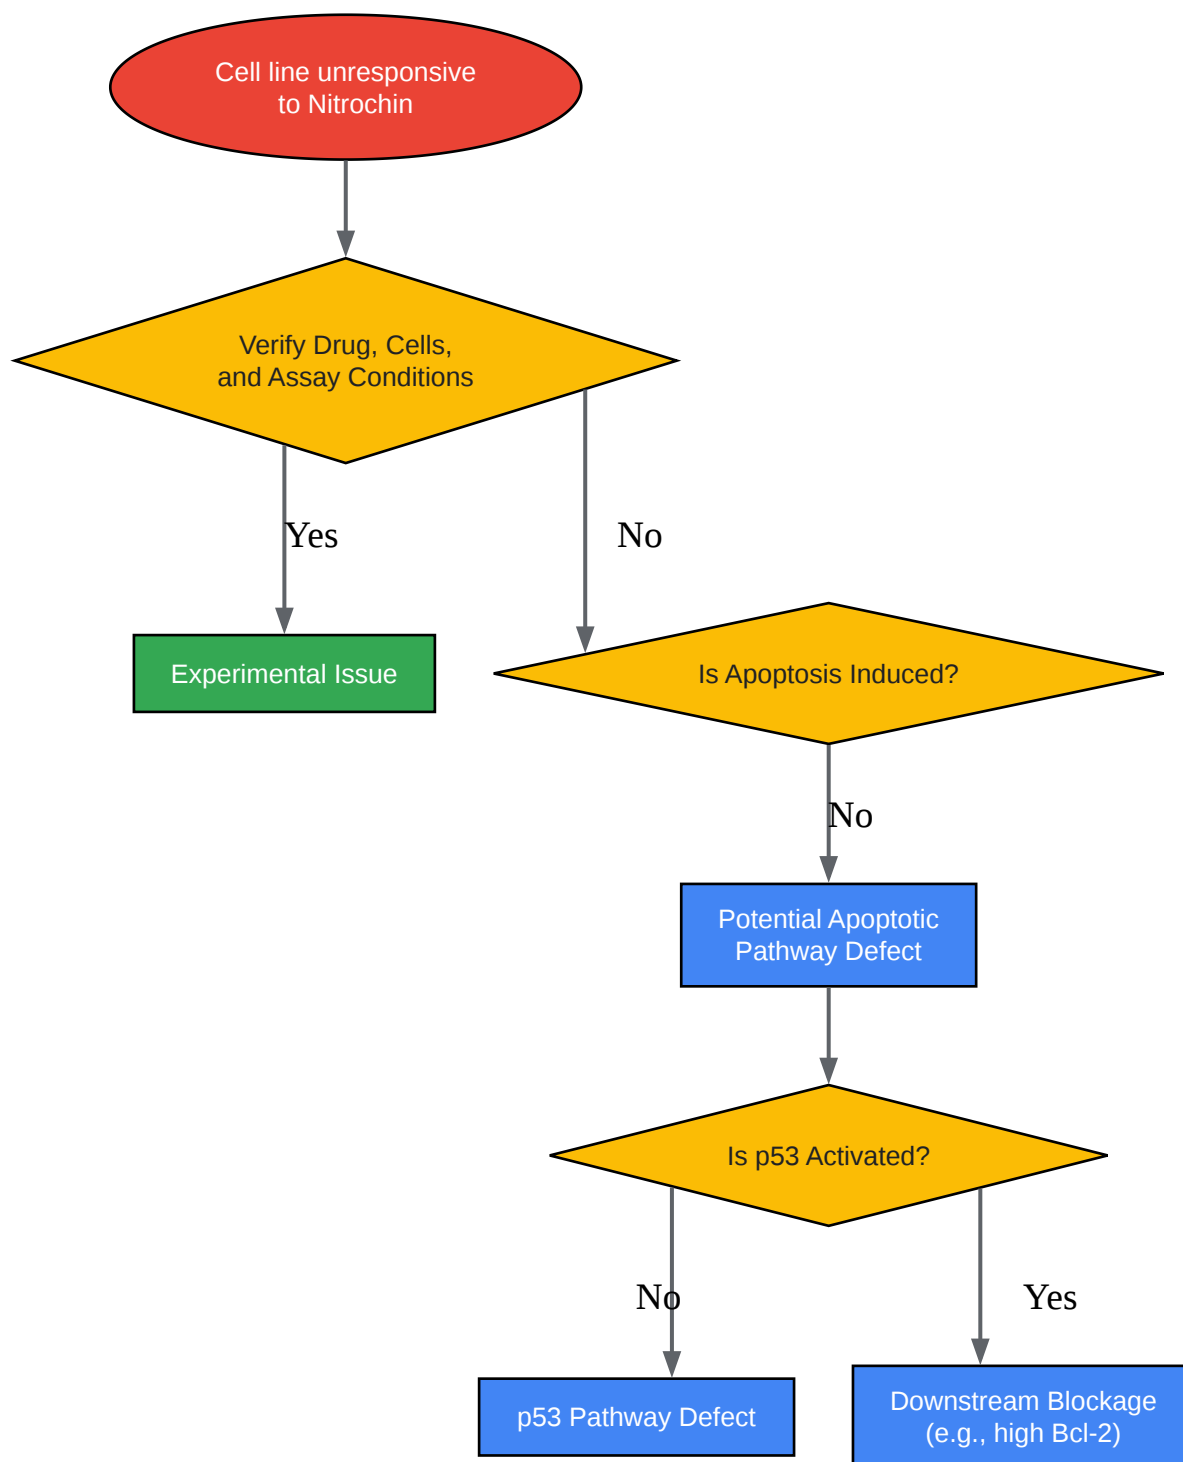 Cell line unresponsive
to Nitrochin
Verify Drug, Cells,
and Assay Conditions
Yes
No
Experimental Issue
Is Apoptosis Induced?
No
Potential Apoptotic
Pathway Defect
Is p53 Activated?
No
Yes
p53 Pathway Defect
Downstream Blockage
(e.g., high Bcl-2)